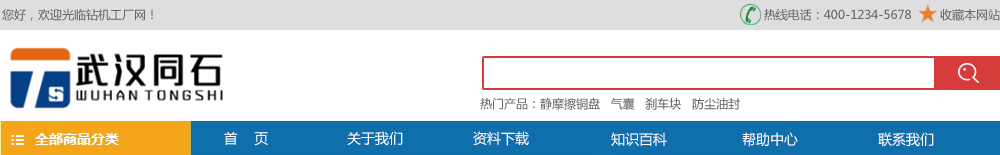 您好，欢迎光临钻机工厂网！ 热线电话：400-1234-5678 收藏本网站
武汉同石
WUHAN TONGSHI
TS
热门产品：静摩擦铜盘 气囊 刹车块 防尘油封
全部商品分类 首 页 关于我们 资料下载 知识百科 帮助中心 联系我们